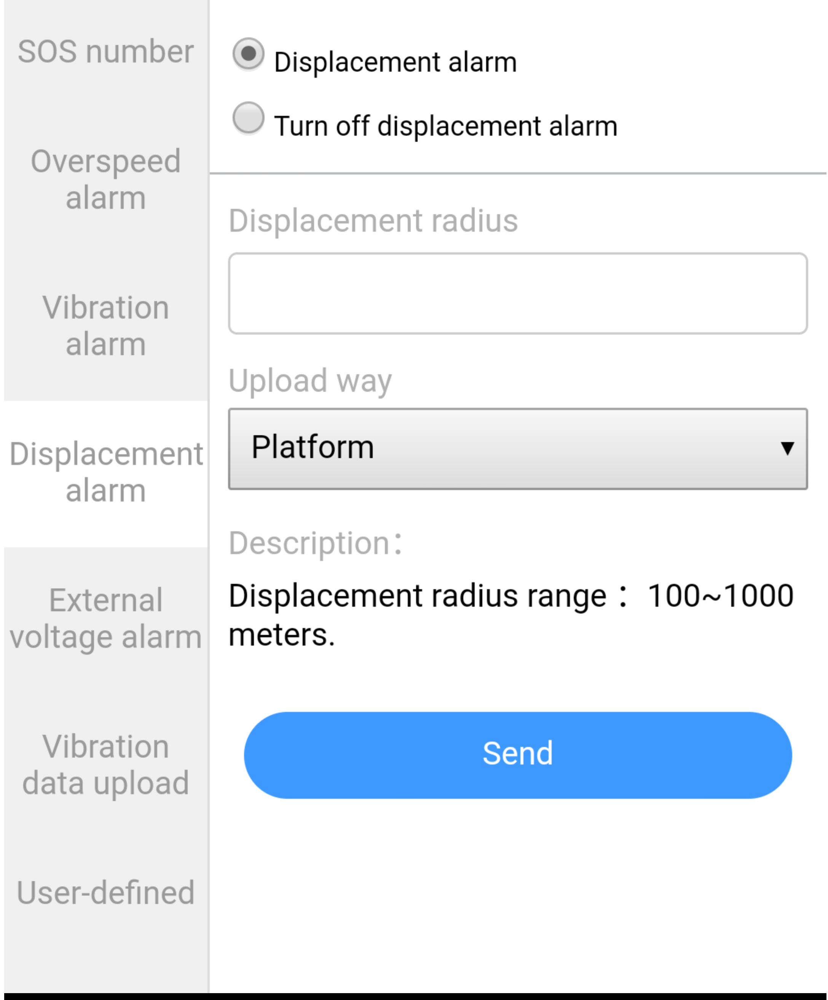 SOS number
Overspeed
alarm
Vibration
alarm
Displacement
alarm
External
voltage alarm
Vibration
data upload
User-defined
Displacement alarm
Turn off displacement alarm
Displacement radius
Upload way
Platform
Description：
Displacement radius range： 100~1000
meters.
Send